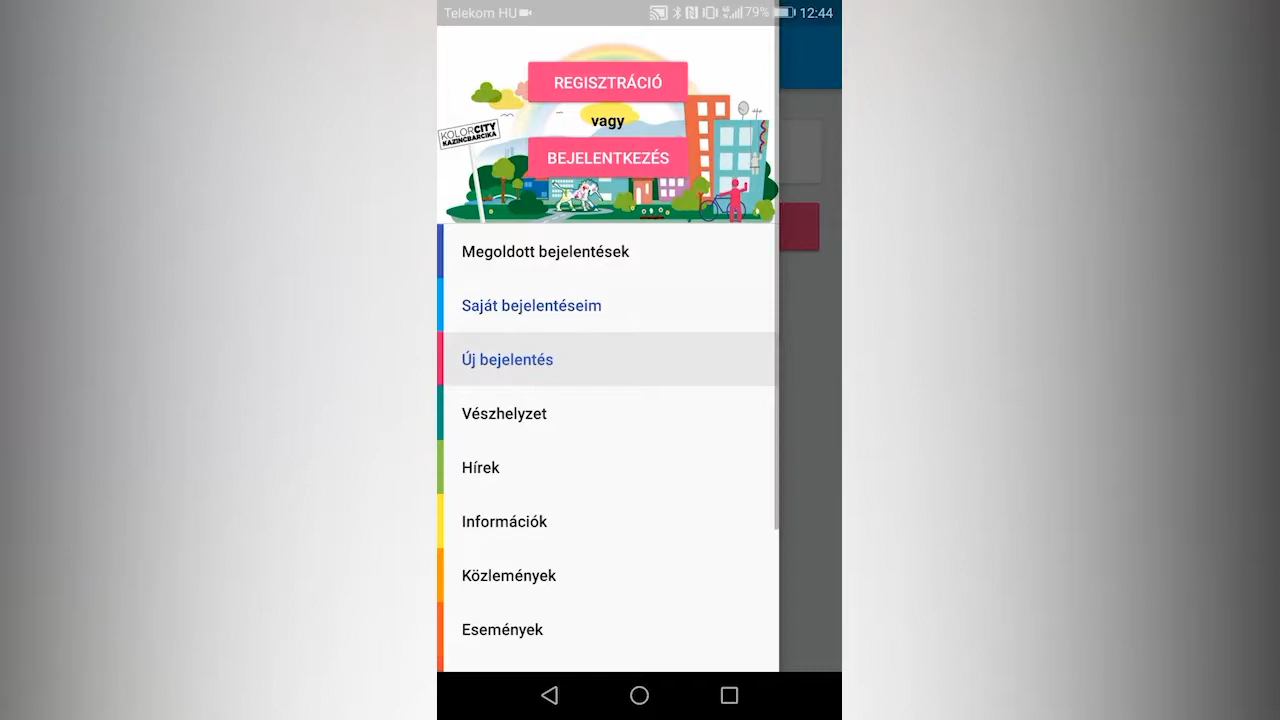 Telekom HU
79% 12:44
REGISZTRÁCIÓ
vagy
KOLORCITY
KAZINCBARCIKA
BEJELENTKEZÉS
Megoldott bejelentések
Saját bejelentéseim
Új bejelentés
Vészhelyzet
Hírek
Információk
Közlemények
Események